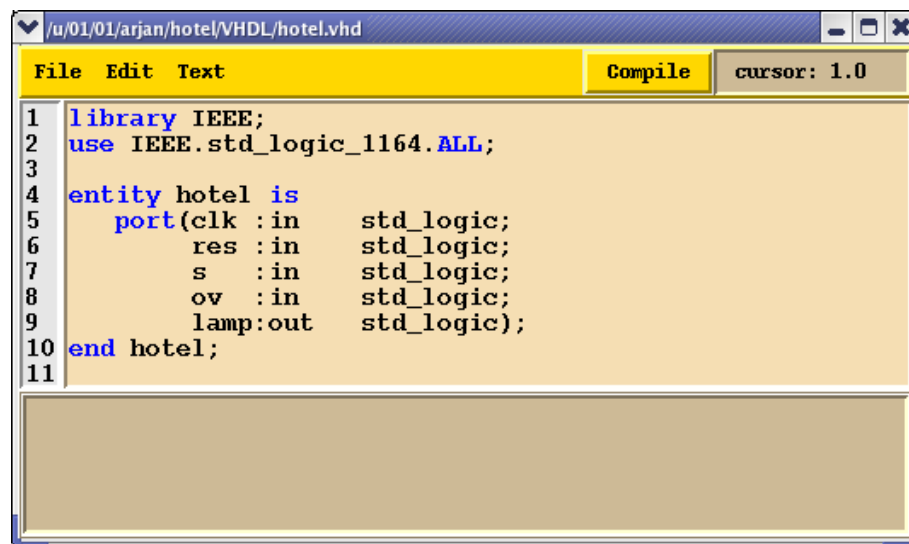 /u/01/01/arjan/hotel/VHDL/hotel.vhd
File Edit Text Compile cursor: 1.0
1 library IEEE;
2 use IEEE.std_logic_1164.ALL;
3
4 entity hotel is
5    port(clk :in    std_logic;
6         res :in    std_logic;
7         s   :in    std_logic;
8         ov  :in    std_logic;
9         lamp:out   std_logic);
10 end hotel;
11